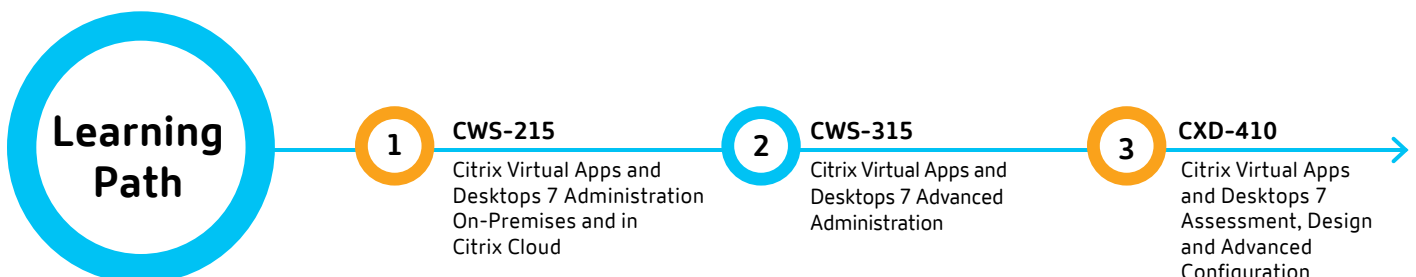 Learning
Path
1
CWS-215
Citrix Virtual Apps and
Desktops 7 Administration
On-Premises and in
Citrix Cloud
2
CWS-315
Citrix Virtual Apps and
Desktops 7 Advanced
Administration
3
CXD-410
Citrix Virtual Apps
and Desktops 7
Assessment, Design
and Advanced
Configuration